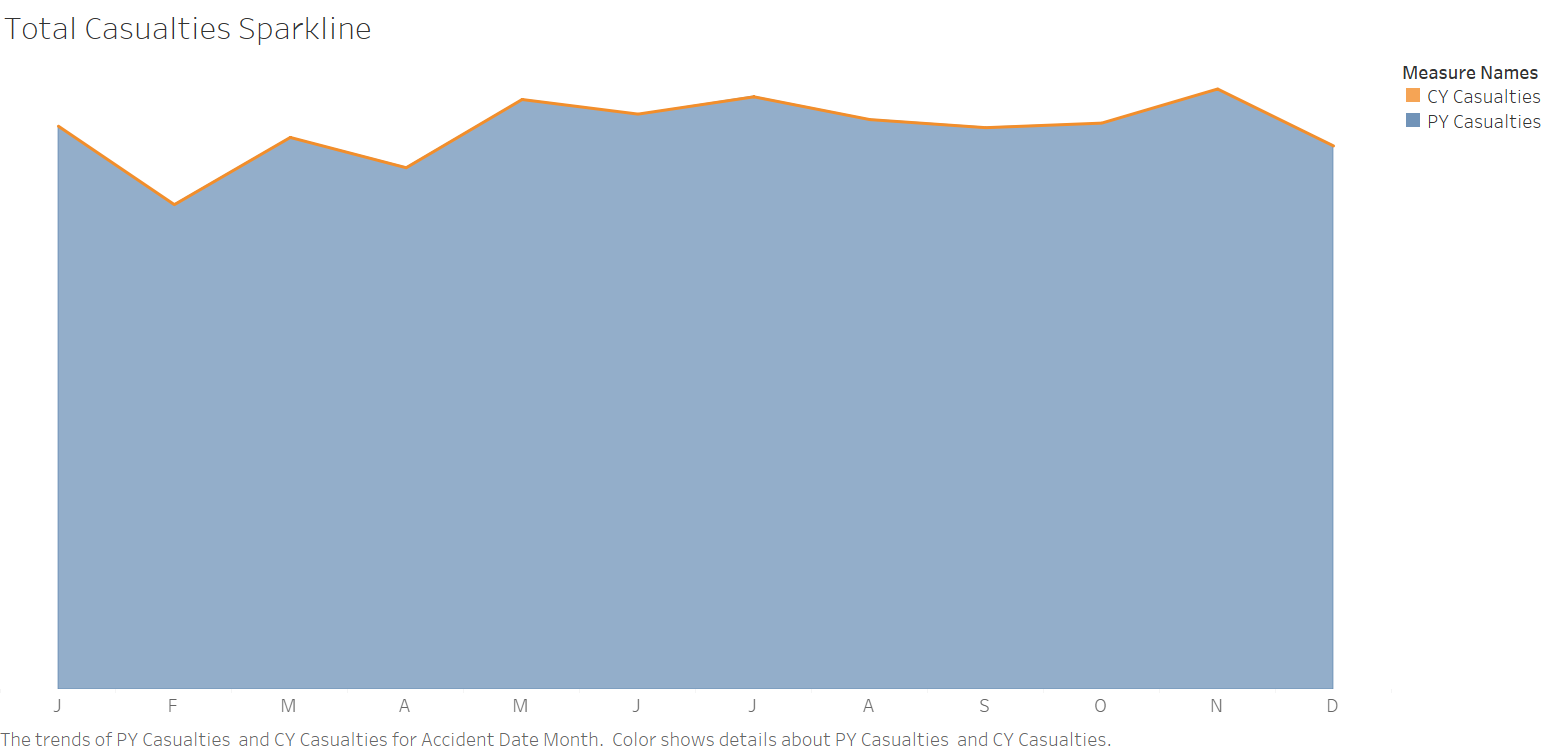 Total Casualties Sparkline
Measure Names
CY Casualties
PY Casualties
J F M A M J J A S O N D
The trends of PY Casualties  and CY Casualties for Accident Date Month.  Color shows details about PY Casualties  and CY Casualties.